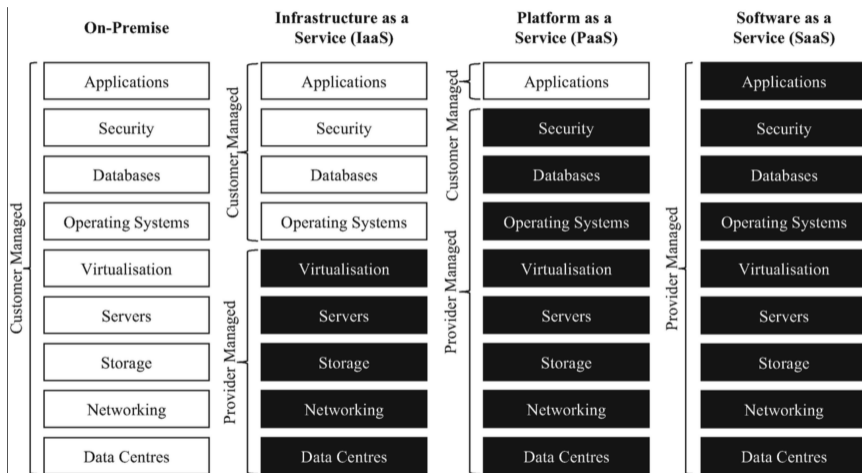 On-Premise
Customer Managed
Applications
Security
Databases
Operating Systems
Virtualisation
Servers
Storage
Networking
Data Centres
Infrastructure as a
Service (IaaS)
Customer Managed
Provider Managed
Applications
Security
Databases
Operating Systems
Virtualisation
Servers
Storage
Networking
Data Centres
Platform as a
Service (PaaS)
Customer Managed
Provider Managed
Applications
Security
Databases
Operating Systems
Virtualisation
Servers
Storage
Networking
Data Centres
Software as a
Service (SaaS)
Provider Managed
Applications
Security
Databases
Operating Systems
Virtualisation
Servers
Storage
Networking
Data Centres